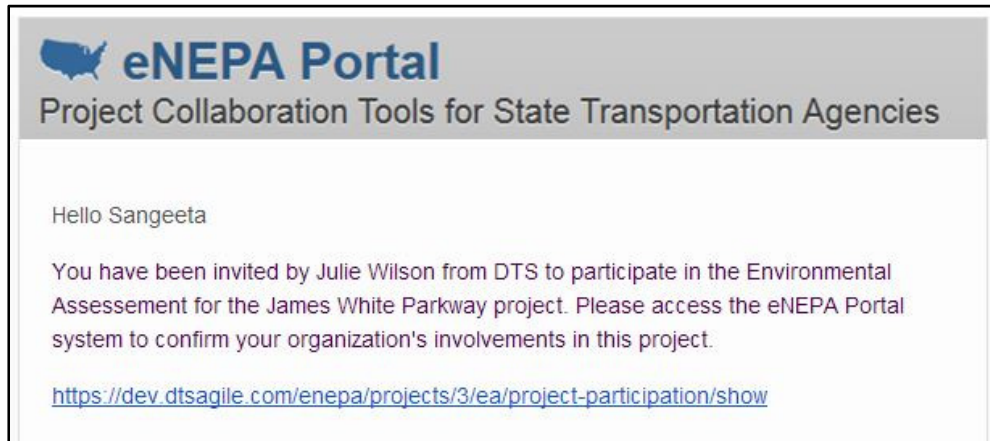 eNEPA Portal
Project Collaboration Tools for State Transportation Agencies
Hello Sangeeta
You have been invited by Julie Wilson from DTS to participate in the Environmental
Assessement for the James White Parkway project. Please access the eNEPA Portal
system to confirm your organization's involvements in this project.
https://dev.dtsagile.com/enepa/projects/3/ea/project-participation/show